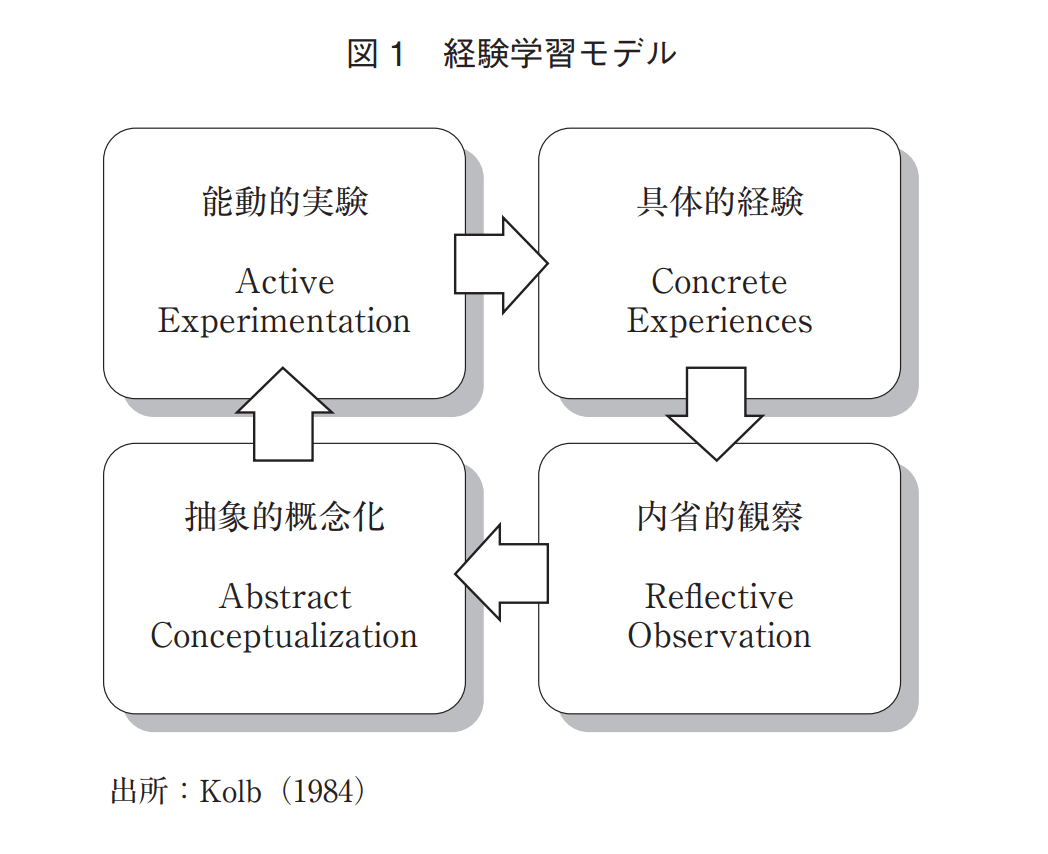 図1 経験学習モデル
能動的実験
Active
Experimentation
具体的経験
Concrete
Experiences
抽象的概念化
Abstract
Conceptualization
内省的観察
Reflective
Observation
出所：Kolb（1984）